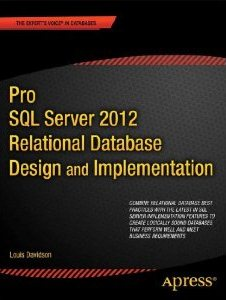 THE EXPERT'S VOICE® IN DATABASES
Pro
SQL Server 2012
Relational Database
Design and Implementation
COMBINE RELATIONAL DATABASE BEST
PRACTICES WITH THE LATEST IN SQL
SERVER IMPLEMENTATION FEATURES TO
CREATE LOGICALLY SOUND DATABASES
THAT PERFORM WELL AND MEET
BUSINESS REQUIREMENTS
Louis Davidson
Apress®